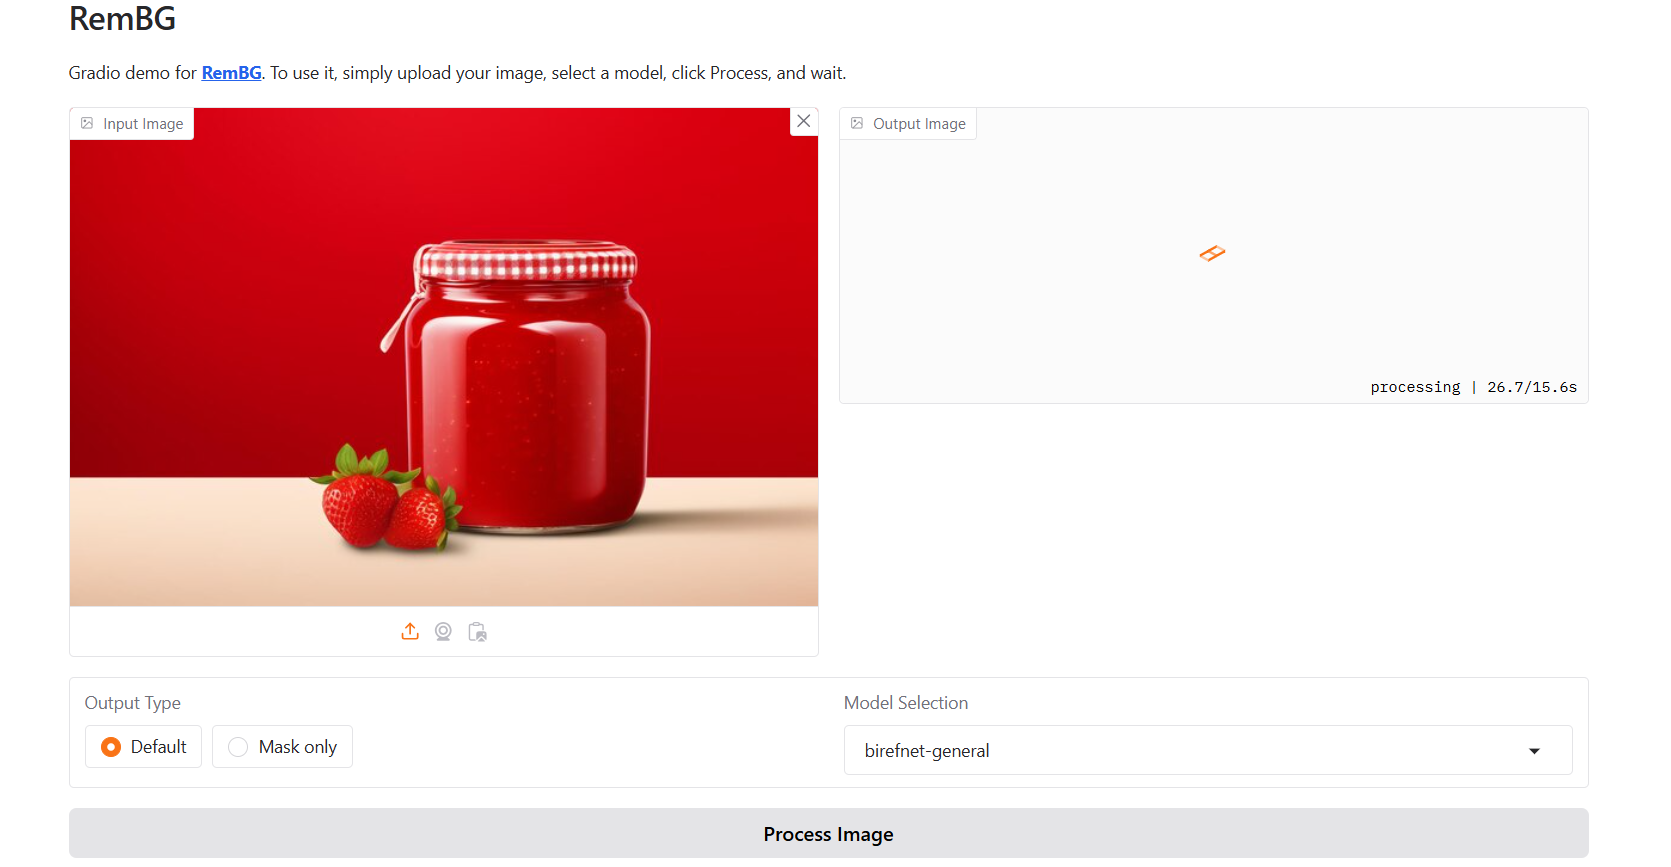 RemBG
Gradio demo for RemBG. To use it, simply upload your image, select a model, click Process, and wait.
Input Image
Output Image
processing | 26.7/15.6s
Output Type
Default
Mask only
Model Selection
birefnet-general
Process Image